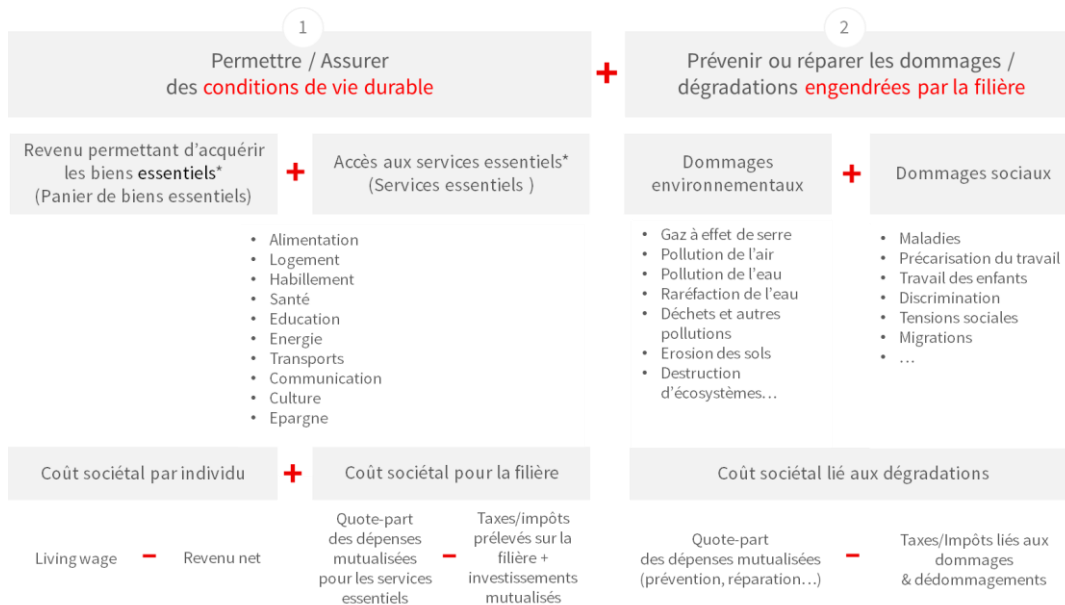 1
Permettre / Assurer
des conditions de vie durable
+
2
Prévenir ou réparer les dommages /
dégradations engendrées par la filière
Revenu permettant d'acquérir
les biens essentiels*
(Panier de biens essentiels)
+
Accès aux services essentiels*
(Services essentiels )
Dommages
environnementaux
+
Dommages sociaux
• Alimentation
• Logement
• Habillement
• Santé
• Education
• Energie
• Transports
• Communication
• Culture
• Epargne
• Gaz à effet de serre
• Pollution de l'air
• Pollution de l'eau
• Raréfaction de l'eau
• Déchets et autres
pollutions
• Erosion des sols
• Destruction
d'écosystèmes…
• Maladies
• Précarisation du travail
• Travail des enfants
• Discrimination
• Tensions sociales
• Migrations
• …
Coût sociétal par individu
+
Coût sociétal pour la filière
Coût sociétal lié aux dégradations
Living wage
−
Revenu net
Quote-part
des dépenses
mutualisées
pour les services
essentiels
−
Taxes/impôts
prélevés sur la
filière +
investissements
mutualisés
Quote-part
des dépenses mutualisées
(prévention, réparation…)
−
Taxes/Impôts liés aux
dommages
& dédommagements